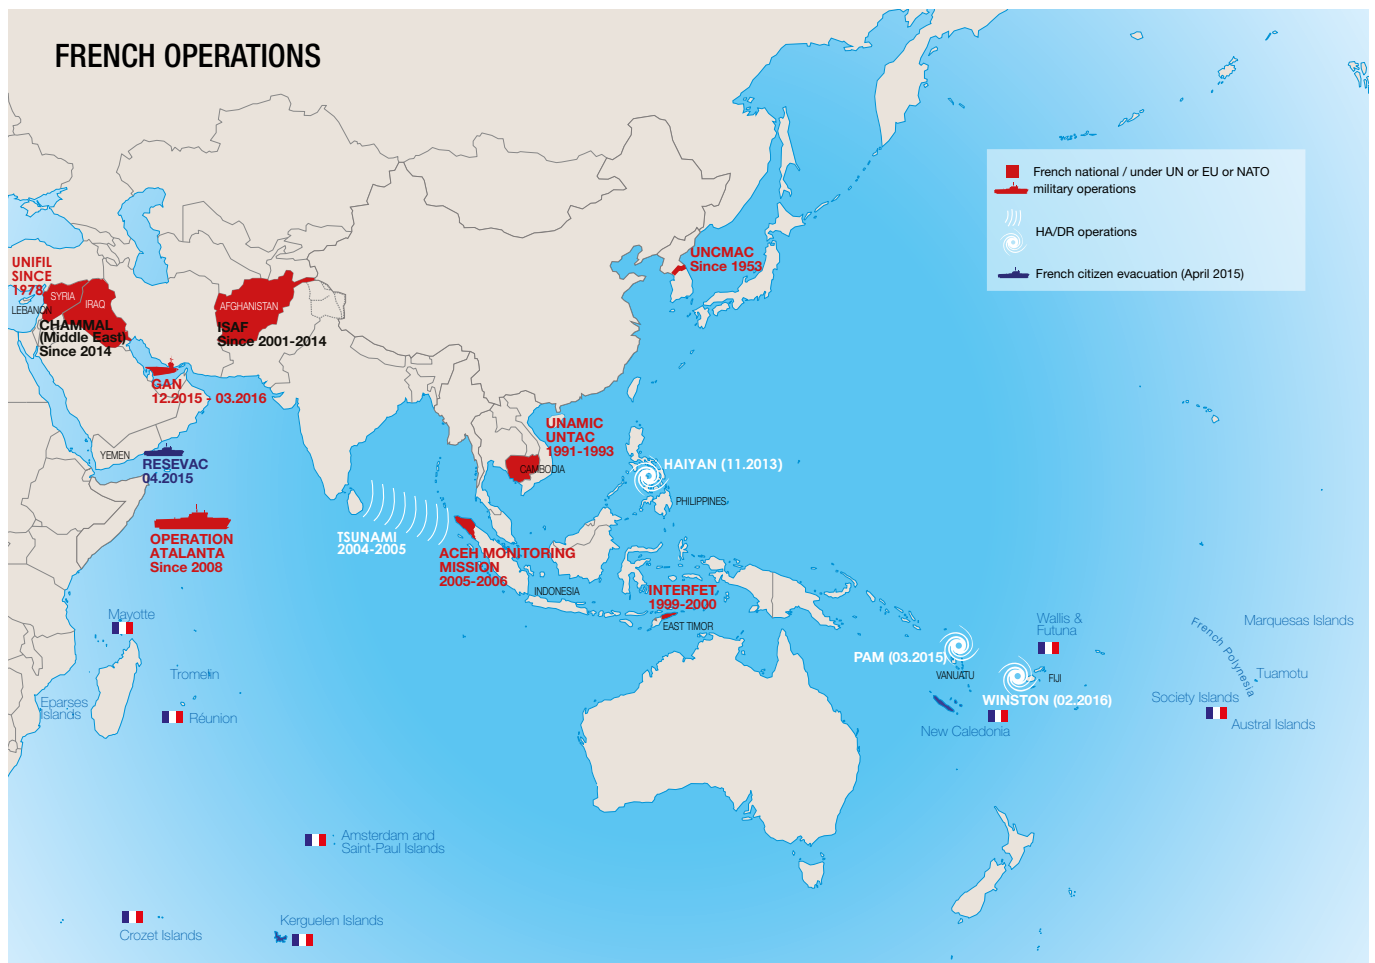 FRENCH OPERATIONS
French national / under UN or EU or NATO
military operations
HA/DR operations
French citizen evacuation (April 2015)
UNIFIL
SINCE
1978
LEBANON
SYRIA
IRAQ
CHAMMAL
(Middle East)
Since 2014
AFGHANISTAN
ISAF
Since 2001-2014
UNCMAC
Since 1953
GAN
12.2015 - 03.2016
YEMEN
RESEVAC
04.2015
OPERATION
ATALANTA
Since 2008
UNAMIC
UNTAC
1991-1993
CAMBODIA
HAIYAN (11.2013)
PHILIPPINES
TSUNAMI
2004-2005
ACEH MONITORING
MISSION
2005-2006
INDONESIA
INTERFET
1999-2000
EAST TIMOR
Mayotte
Tromelin
Eparses
Islands
Réunion
PAM (03.2015)
VANUATU
Wallis &
Futuna
FIJI
WINSTON (02.2016)
New Caledonia
French Polynesia
Marquesas Islands
Tuamotu
Society Islands
Austral Islands
Amsterdam and
Saint-Paul Islands
Crozet Islands
Kerguelen Islands